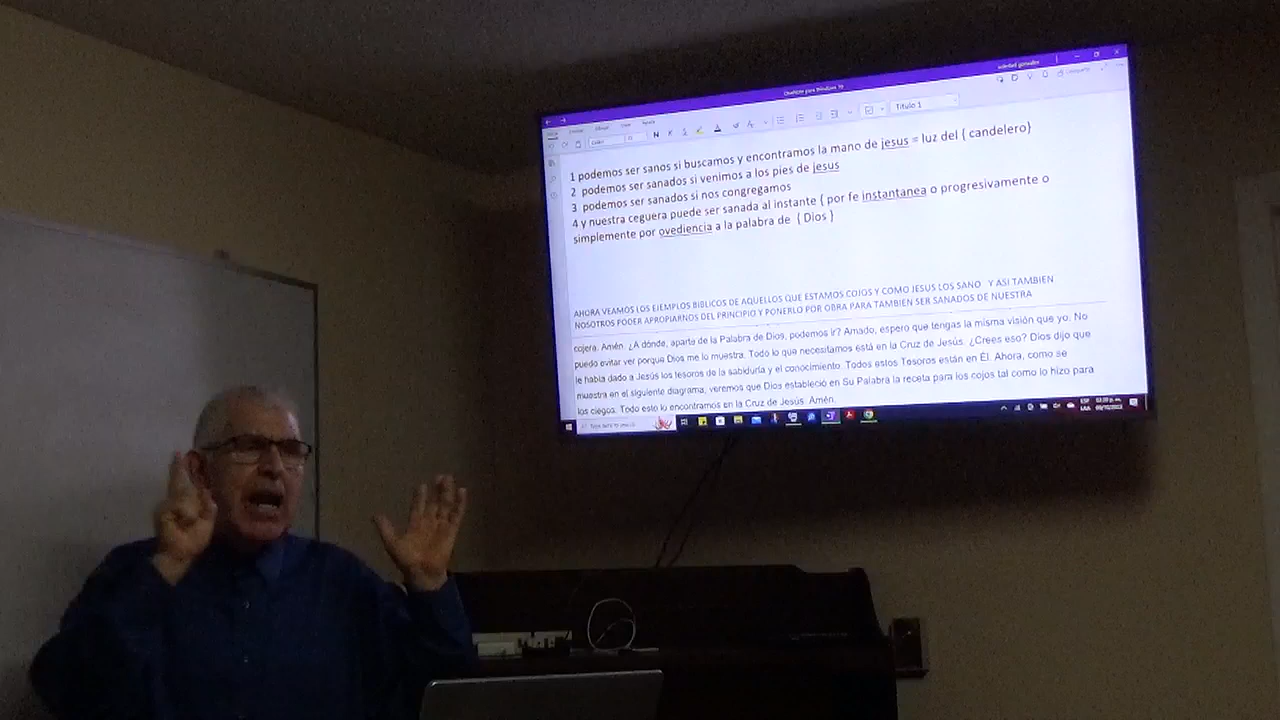 OneNote para Windows 10
soledad gonzales
Título 1
1 podemos ser sanos si buscamos y encontramos la mano de jesus = luz del { candelero}
2 podemos ser sanados si venimos a los pies de jesus
3 podemos ser sanados si nos congregamos
4 y nuestra ceguera puede ser sanada al instante ( por fe instantanea o progresivamente o
simplemente por ovediencia a la palabra de { Dios }
AHORA VEAMOS LOS EJEMPLOS BIBLICOS DE AQUELLOS QUE ESTAMOS COJOS Y COMO JESUS LOS SANO Y ASI TAMBIEN
NOSOTROS PODER APROPIARNOS DEL PRINCIPIO Y PONERLO POR OBRA PARA TAMBIEN SER SANADOS DE NUESTRA
cojera. Amén. ¿A dónde, aparte de la Palabra de Dios, podemos ir? Amado, espero que tengas la misma visión que yo. No
puedo evitar ver porque Dios me lo muestra. Todo lo que necesitamos está en la Cruz de Jesús. ¿Crees eso? Dios dijo que
le había dado a Jesús los tesoros de la sabiduría y el conocimiento. Todos estos Tesoros están en Él. Ahora, como se
muestra en el siguiente diagrama, veremos que Dios estableció en Su Palabra la receta para los cojos tal como lo hizo para
los ciegos. Todo esto lo encontramos en la Cruz de Jesús. Amén.
ESP